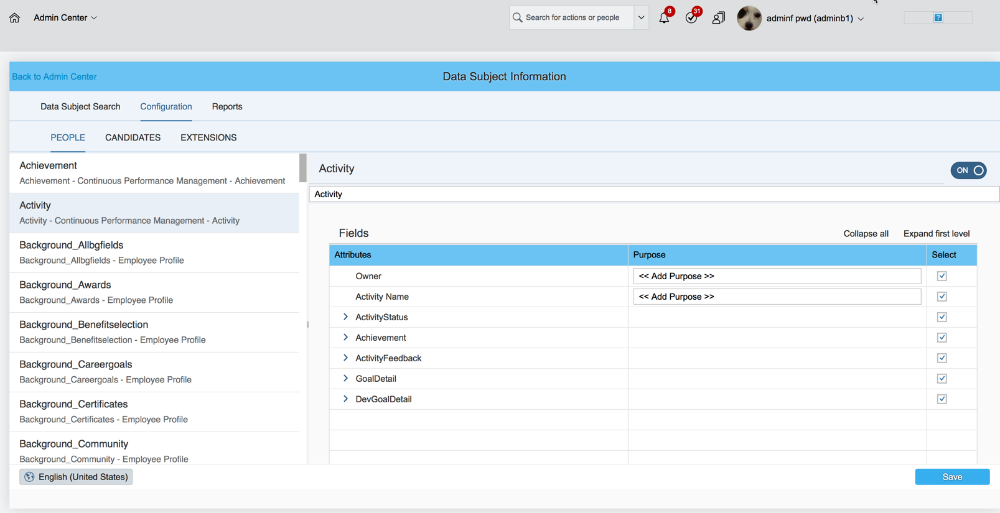 Admin Center
Search for actions or people
8
31
adminf pwd (adminb1)
?
Back to Admin Center
Data Subject Information
Data Subject Search
Configuration
Reports
PEOPLE
CANDIDATES
EXTENSIONS
Achievement
Achievement - Continuous Performance Management - Achievement
Activity
Activity - Continuous Performance Management - Activity
Background_Allbgfields
Background_Allbgfields - Employee Profile
Background_Awards
Background_Awards - Employee Profile
Background_Benefitselection
Background_Benefitselection - Employee Profile
Background_Careergoals
Background_Careergoals - Employee Profile
Background_Certificates
Background_Certificates - Employee Profile
Background_Community
Background_Community - Employee Profile
Activity
ON
Activity
Fields
Collapse all
Expand first level
Attributes
Purpose
Select
Owner
<< Add Purpose >>
Activity Name
<< Add Purpose >>
ActivityStatus
Achievement
ActivityFeedback
GoalDetail
DevGoalDetail
English (United States)
Save